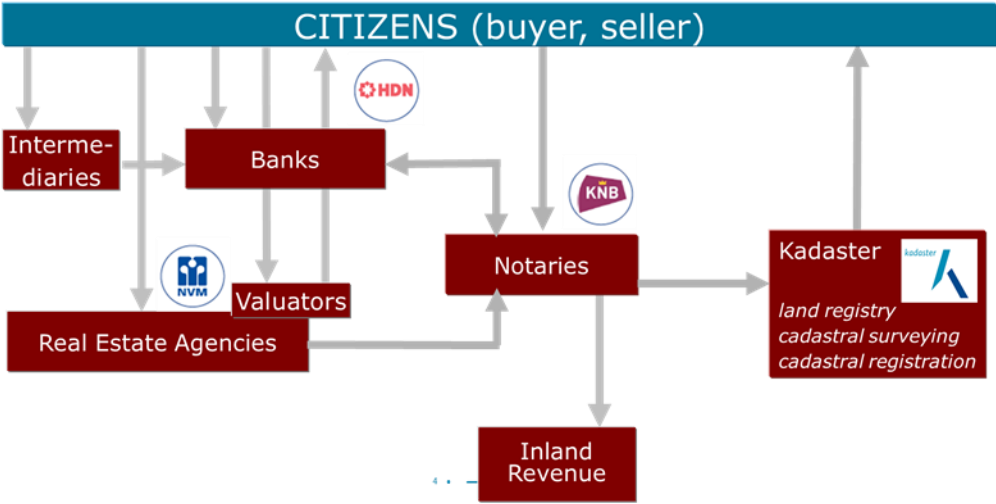 CITIZENS (buyer, seller)
HDN
Interme-
diaries
Banks
KNB
Notaries
Kadaster
kadaster
land registry
cadastral surveying
cadastral registration
NVM
Valuators
Real Estate Agencies
Inland
Revenue
4